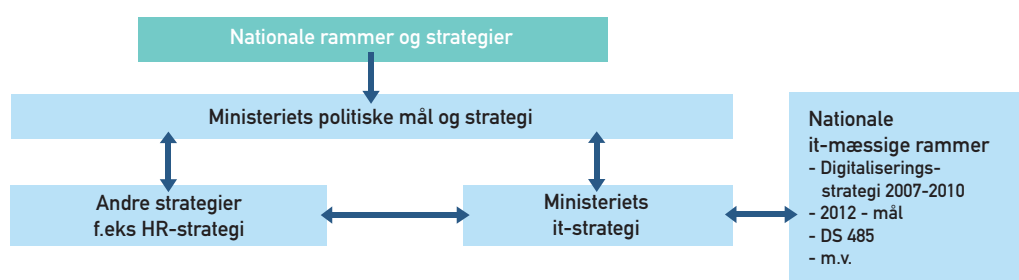 Nationale rammer og strategier
Ministeriets politiske mål og strategi
Andre strategier
f.eks HR-strategi
Ministeriets
it-strategi
Nationale
it-mæssige rammer
- Digitaliserings-
strategi 2007-2010
- 2012 - mål
- DS 485
- m.v.